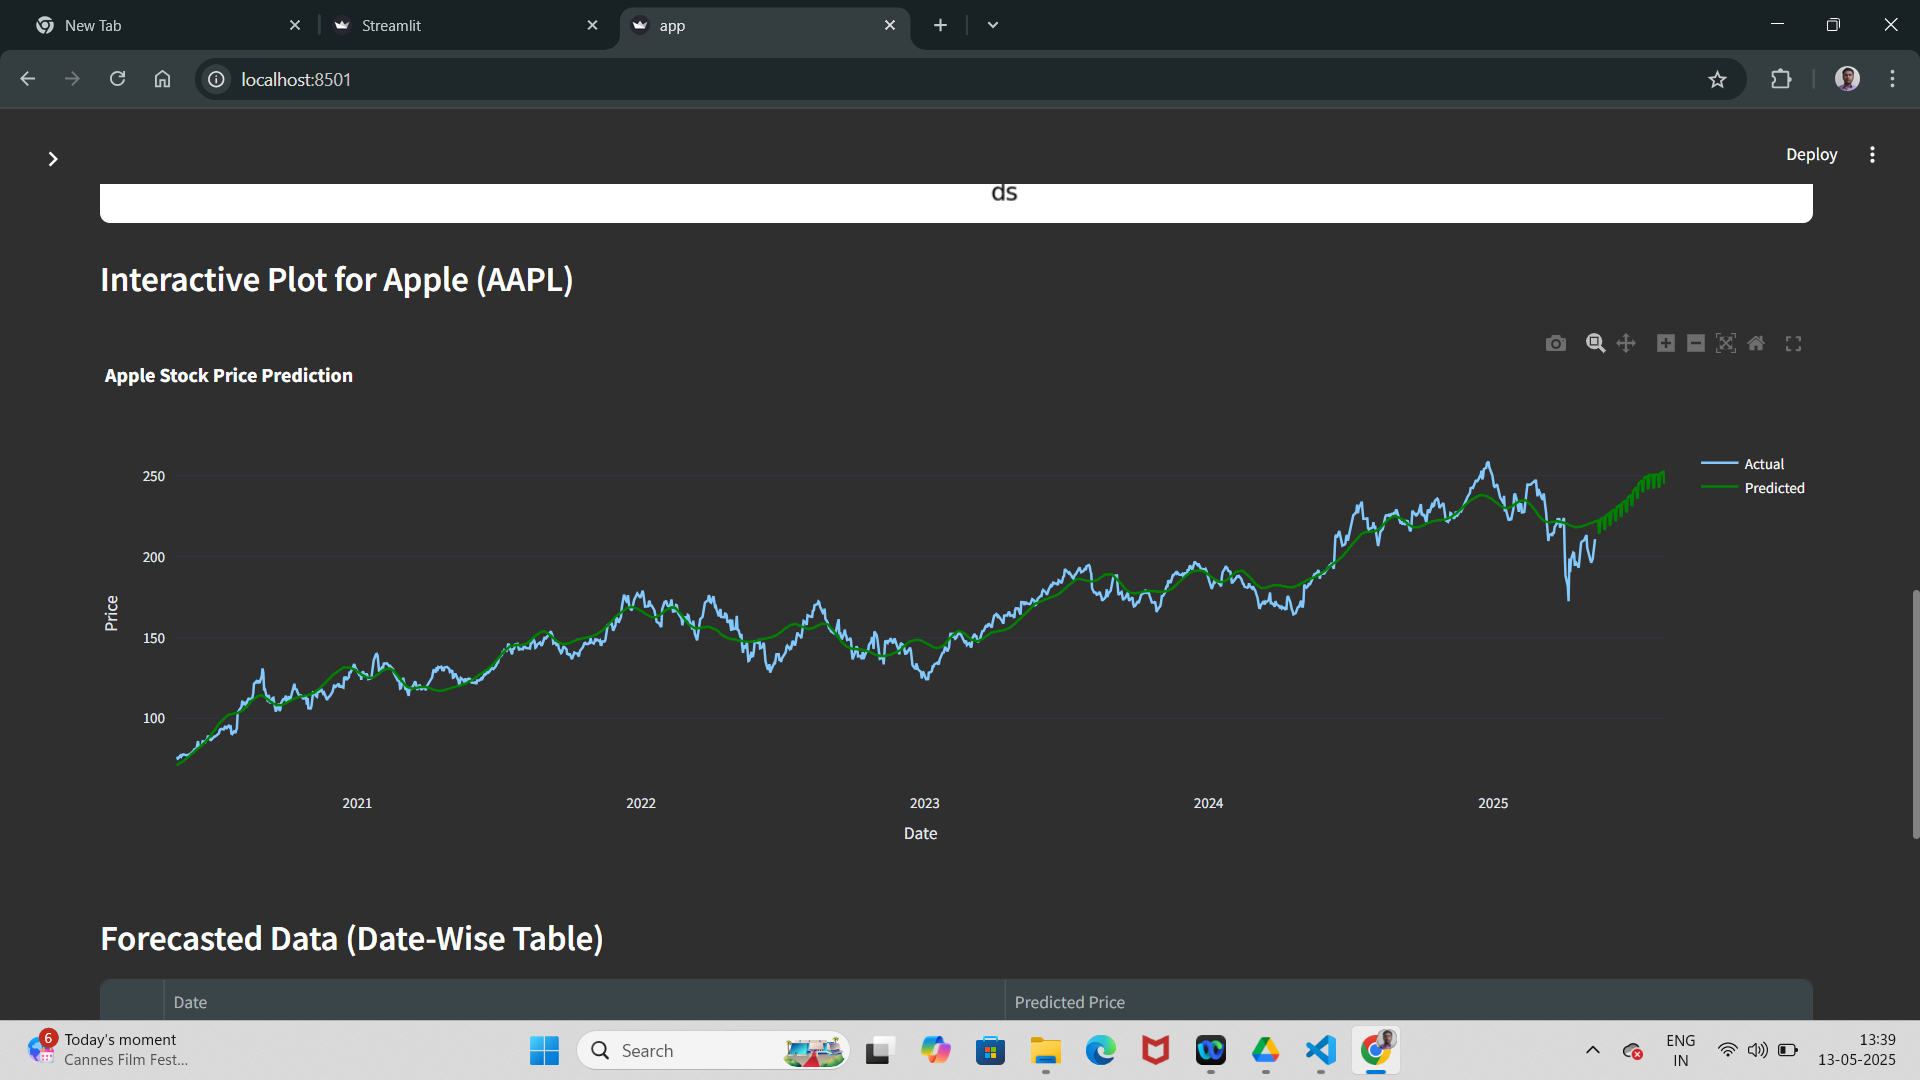 New Tab
Streamlit
app
localhost:8501
Deploy
ds
Interactive Plot for Apple (AAPL)
Apple Stock Price Prediction
Actual
Predicted
250
200
150
100
Price
2021 2022 2023 2024 2025
Date
Forecasted Data (Date-Wise Table)
Date Predicted Price
6
Today's moment
Cannes Film Fest...
Search
ENG
IN
13:39
13-05-2025